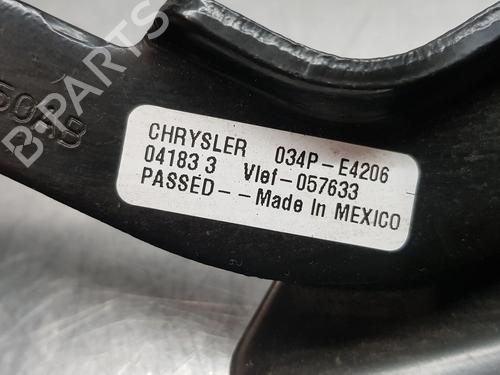 CHRYSLER 034P-E4206
04183 3 Vlef-057633
PASSED- -Made In MEXICO
B-PARTS